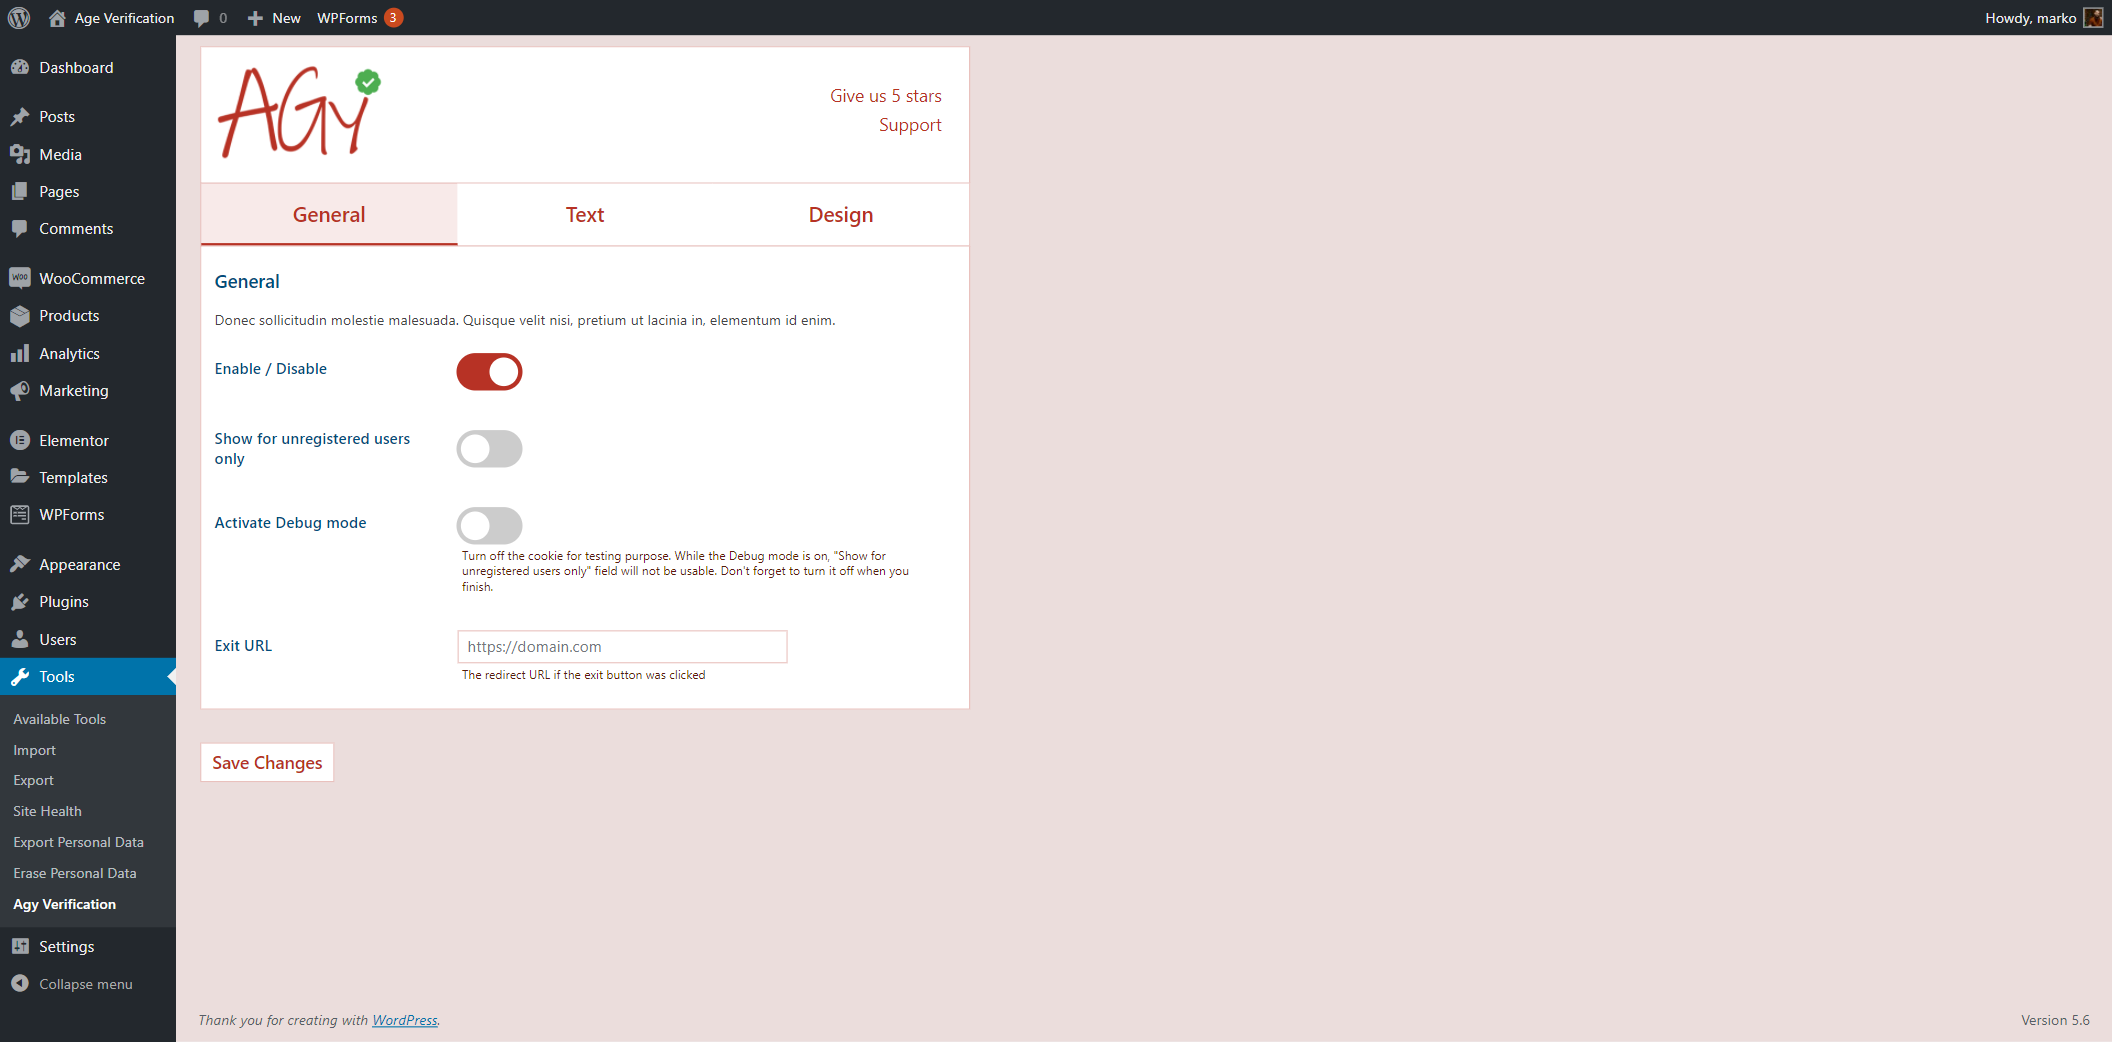 Age Verification
0
New
WPForms
3
Howdy, marko
Dashboard
Posts
Media
Pages
Comments
WOO
WooCommerce
Products
Analytics
Marketing
Elementor
Templates
WPForms
Appearance
Plugins
Users
Tools
Available Tools
Import
Export
Site Health
Export Personal Data
Erase Personal Data
Agy Verification
Settings
Collapse menu
AGy
Give us 5 stars
Support
General
Text
Design
General
Donec sollicitudin molestie malesuada. Quisque velit nisi, pretium ut lacinia in, elementum id enim.
Enable / Disable
Show for unregistered users
only
Activate Debug mode
Turn off the cookie for testing purpose. While the Debug mode is on, "Show for
unregistered users only" field will not be usable. Don't forget to turn it off when you
finish.
Exit URL
https://domain.com
The redirect URL if the exit button was clicked
Save Changes
Thank you for creating with WordPress.
Version 5.6